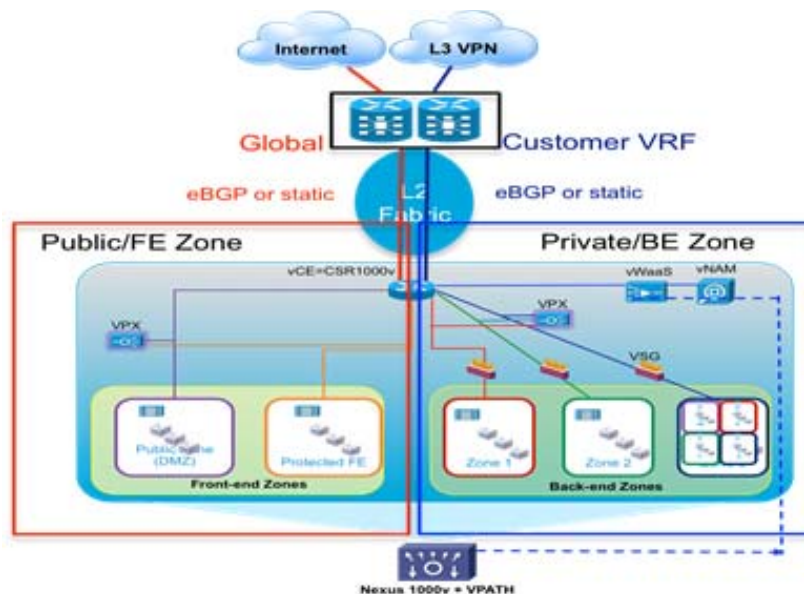 Internet
L3 VPN
Global
Customer VRF
eBGP or static
eBGP or static
L2
Fabric
Public/FE Zone
Private/BE Zone
vCE=CSR1000v
vWaaS
vNAM
VPX
VPX
VSG
Public
(DMZ)
Protected FE
Zone 1
Zone 2
Front-end Zones
Back-end Zones
Nexus 1000v + VPATH